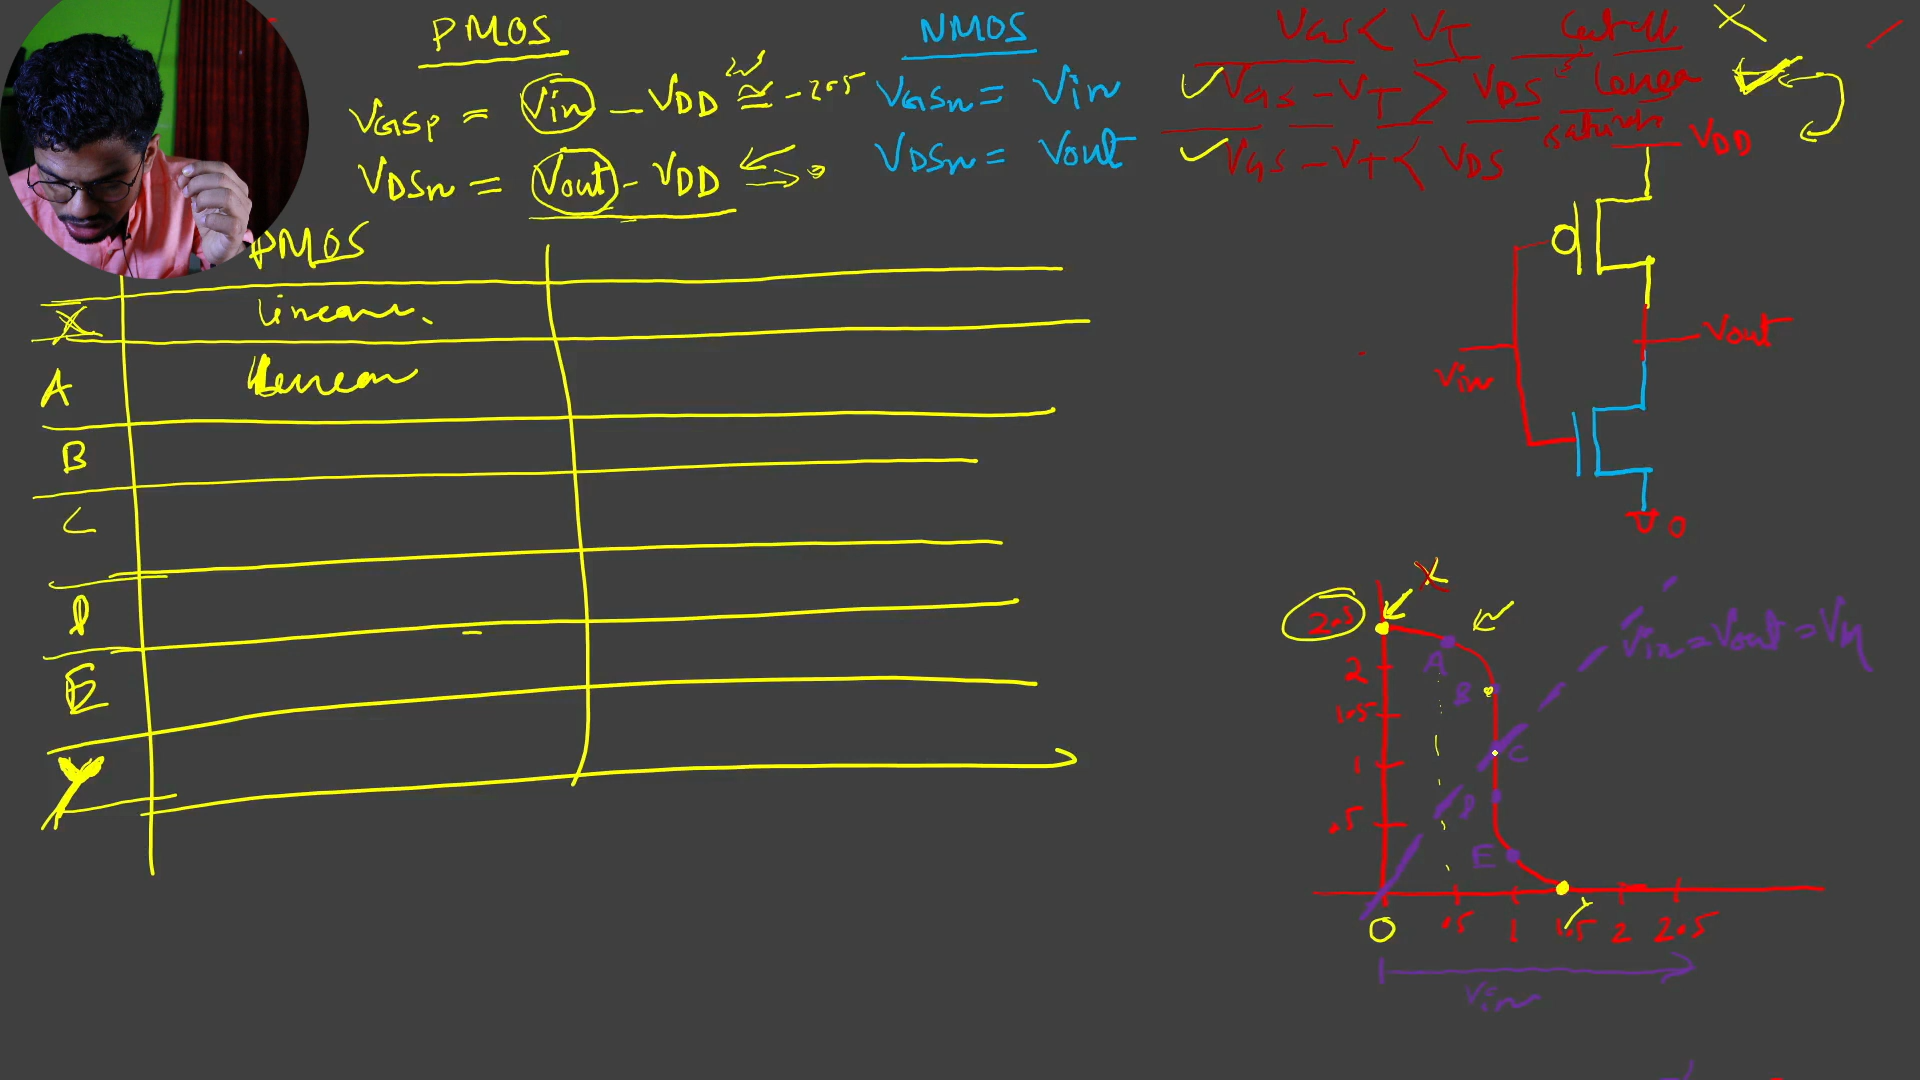 PMOS
NMOS
VGS < VT Cutoff X
VGSp = Vin - VDD ≅ -2.5
VGSn = Vin
✓ VGS - VT > VDS linear
VDSn = Vout - VDD
VDSn = Vout
✓ VGS - VT < VDS
VDD
PMOS
X linear.
A linear
B
C
D
E
Y
Vout
Vin
0
X
2.5
2
1.5
1
.5
A
B
C
D
E
Vin = Vout = VM
0 .5 1 1.5 2 2.5
Y
Vin